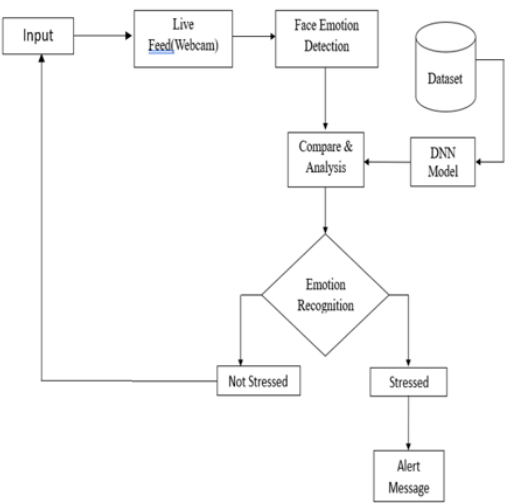 Input
Live
Feed(Webcam)
Face Emotion
Detection
Dataset
Compare &
Analysis
DNN
Model
Emotion
Recognition
Not Stressed
Stressed
Alert
Message